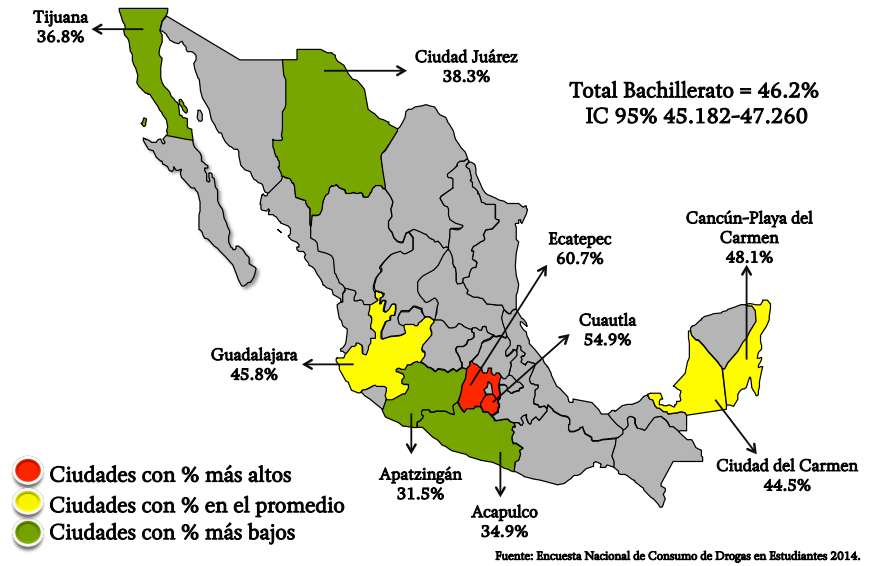 Tijuana
36.8%
Ciudad Juárez
38.3%
Total Bachillerato = 46.2%
IC 95% 45.182-47.260
Cancún-Playa del
Carmen
48.1%
Ecatepec
60.7%
Cuautla
54.9%
Guadalajara
45.8%
Ciudad del Carmen
44.5%
Apatzingán
31.5%
Acapulco
34.9%
Ciudades con % más altos
Ciudades con % en el promedio
Ciudades con % más bajos
Fuente: Encuesta Nacional de Consumo de Drogas en Estudiantes 2014.